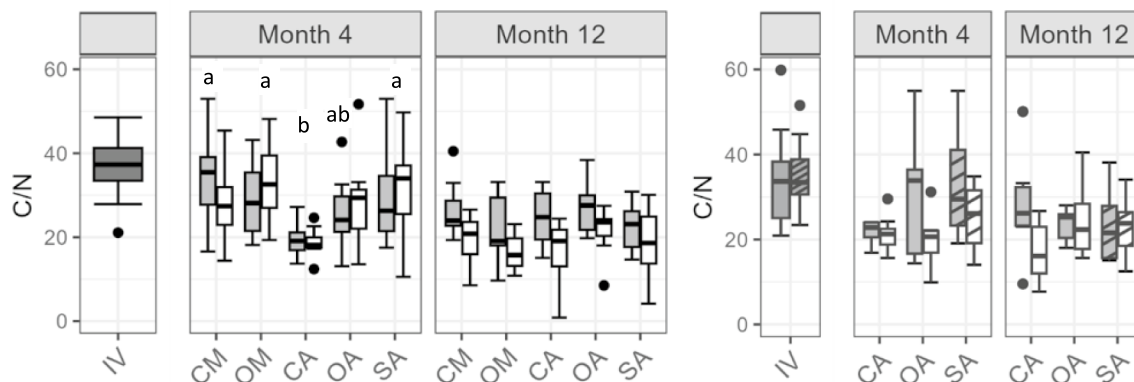 Month 4 Month 12 Month 4 Month 12
60 a a a 60
ab
b
40 40
C/N C/N
20 20
0 0
IV CM OM CA OA SA CM OM CA OA SA IV CA OA SA CA OA SA